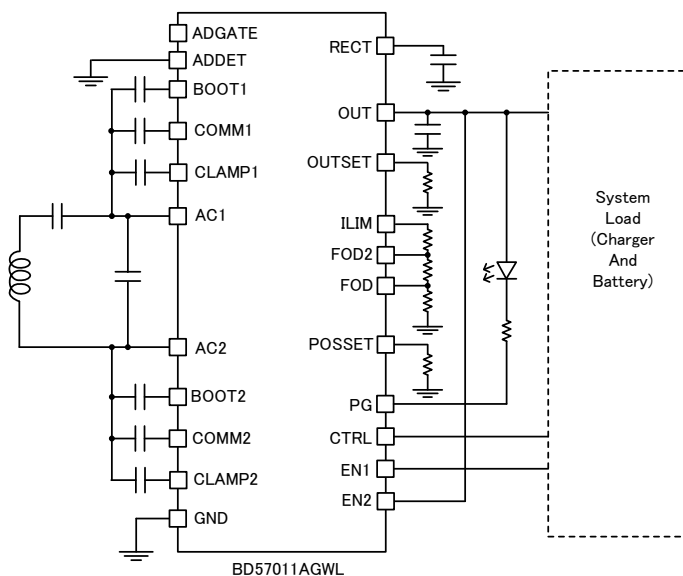 ADGATE
ADDET
BOOT1
COMM1
CLAMP1
AC1
AC2
BOOT2
COMM2
CLAMP2
GND
RECT
OUT
OUTSET
ILIM
FOD2
FOD
POSSET
PG
CTRL
EN1
EN2
System
Load
(Charger
And
Battery)
BD57011AGWL